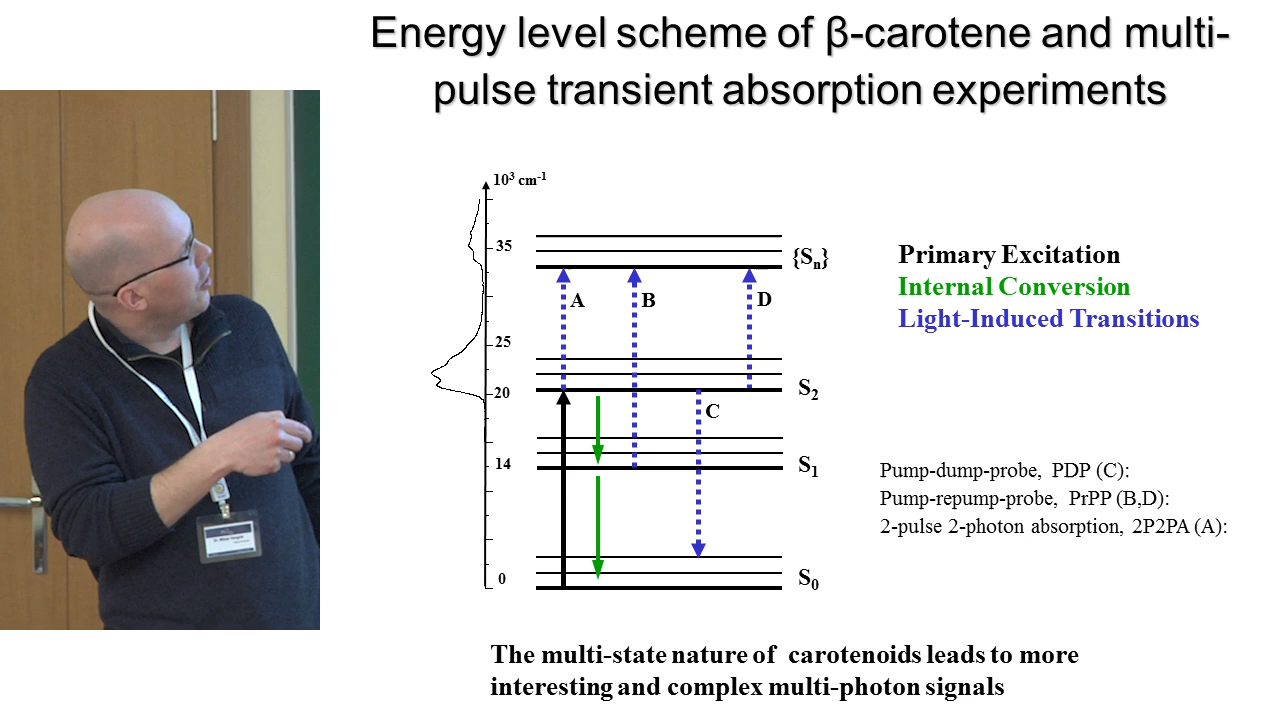 Energy level scheme of β-carotene and multi-
pulse transient absorption experiments
10³ cm⁻¹
35
{Sₙ}
A
B
D
25
S₂
20
C
14
S₁
0
S₀
Primary Excitation
Internal Conversion
Light-Induced Transitions
Pump-dump-probe, PDP (C):
Pump-repump-probe, PrPP (B,D):
2-pulse 2-photon absorption, 2P2PA (A):
The multi-state nature of carotenoids leads to more
interesting and complex multi-photon signals